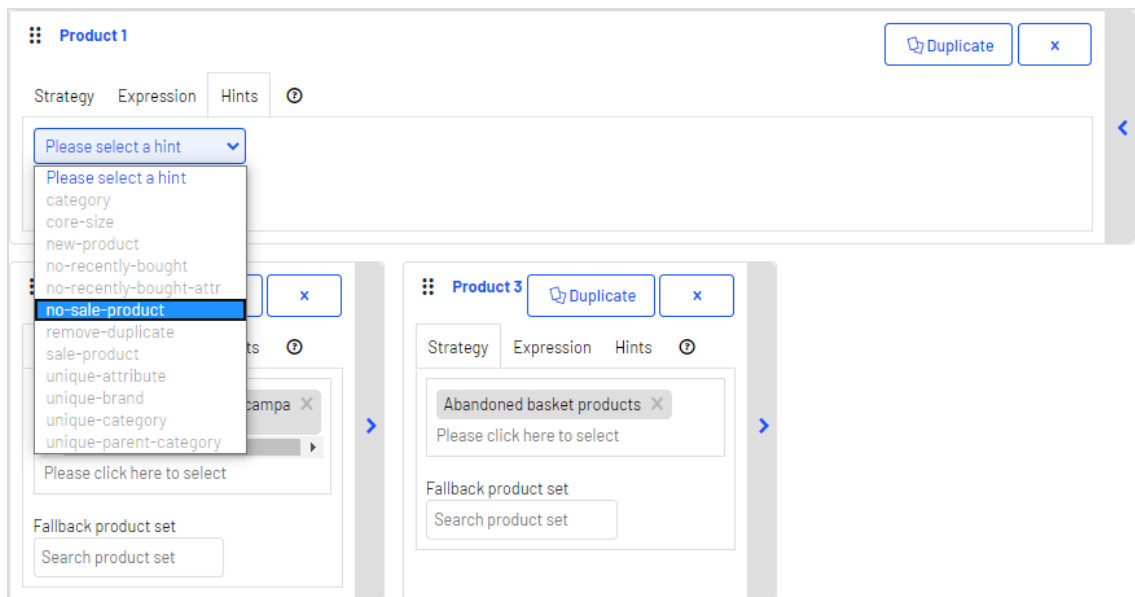 Product 1
Duplicate
x
Strategy Expression Hints
Please select a hint
Please select a hint
category
core-size
new-product
no-recently-bought
no-recently-bought-attr
no-sale-product
remove-duplicate
sale-product
unique-attribute
unique-brand
unique-category
unique-parent-category
x
ts
campa
Please click here to select
Fallback product set
Search product set
Product 3
Duplicate
x
Strategy Expression Hints
Abandoned basket products
Please click here to select
Fallback product set
Search product set